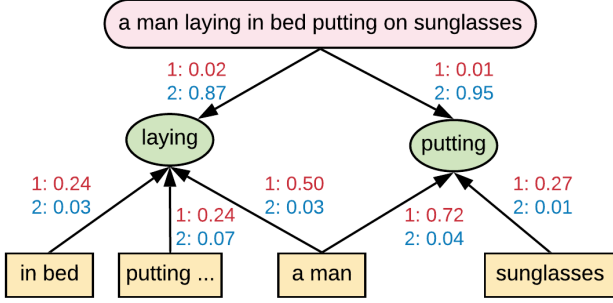 a man laying in bed putting on sunglasses
1: 0.02
2: 0.87
1: 0.01
2: 0.95
laying
putting
1: 0.24
2: 0.03
1: 0.24
2: 0.07
1: 0.50
2: 0.03
1: 0.72
2: 0.04
1: 0.27
2: 0.01
in bed
putting ...
a man
sunglasses